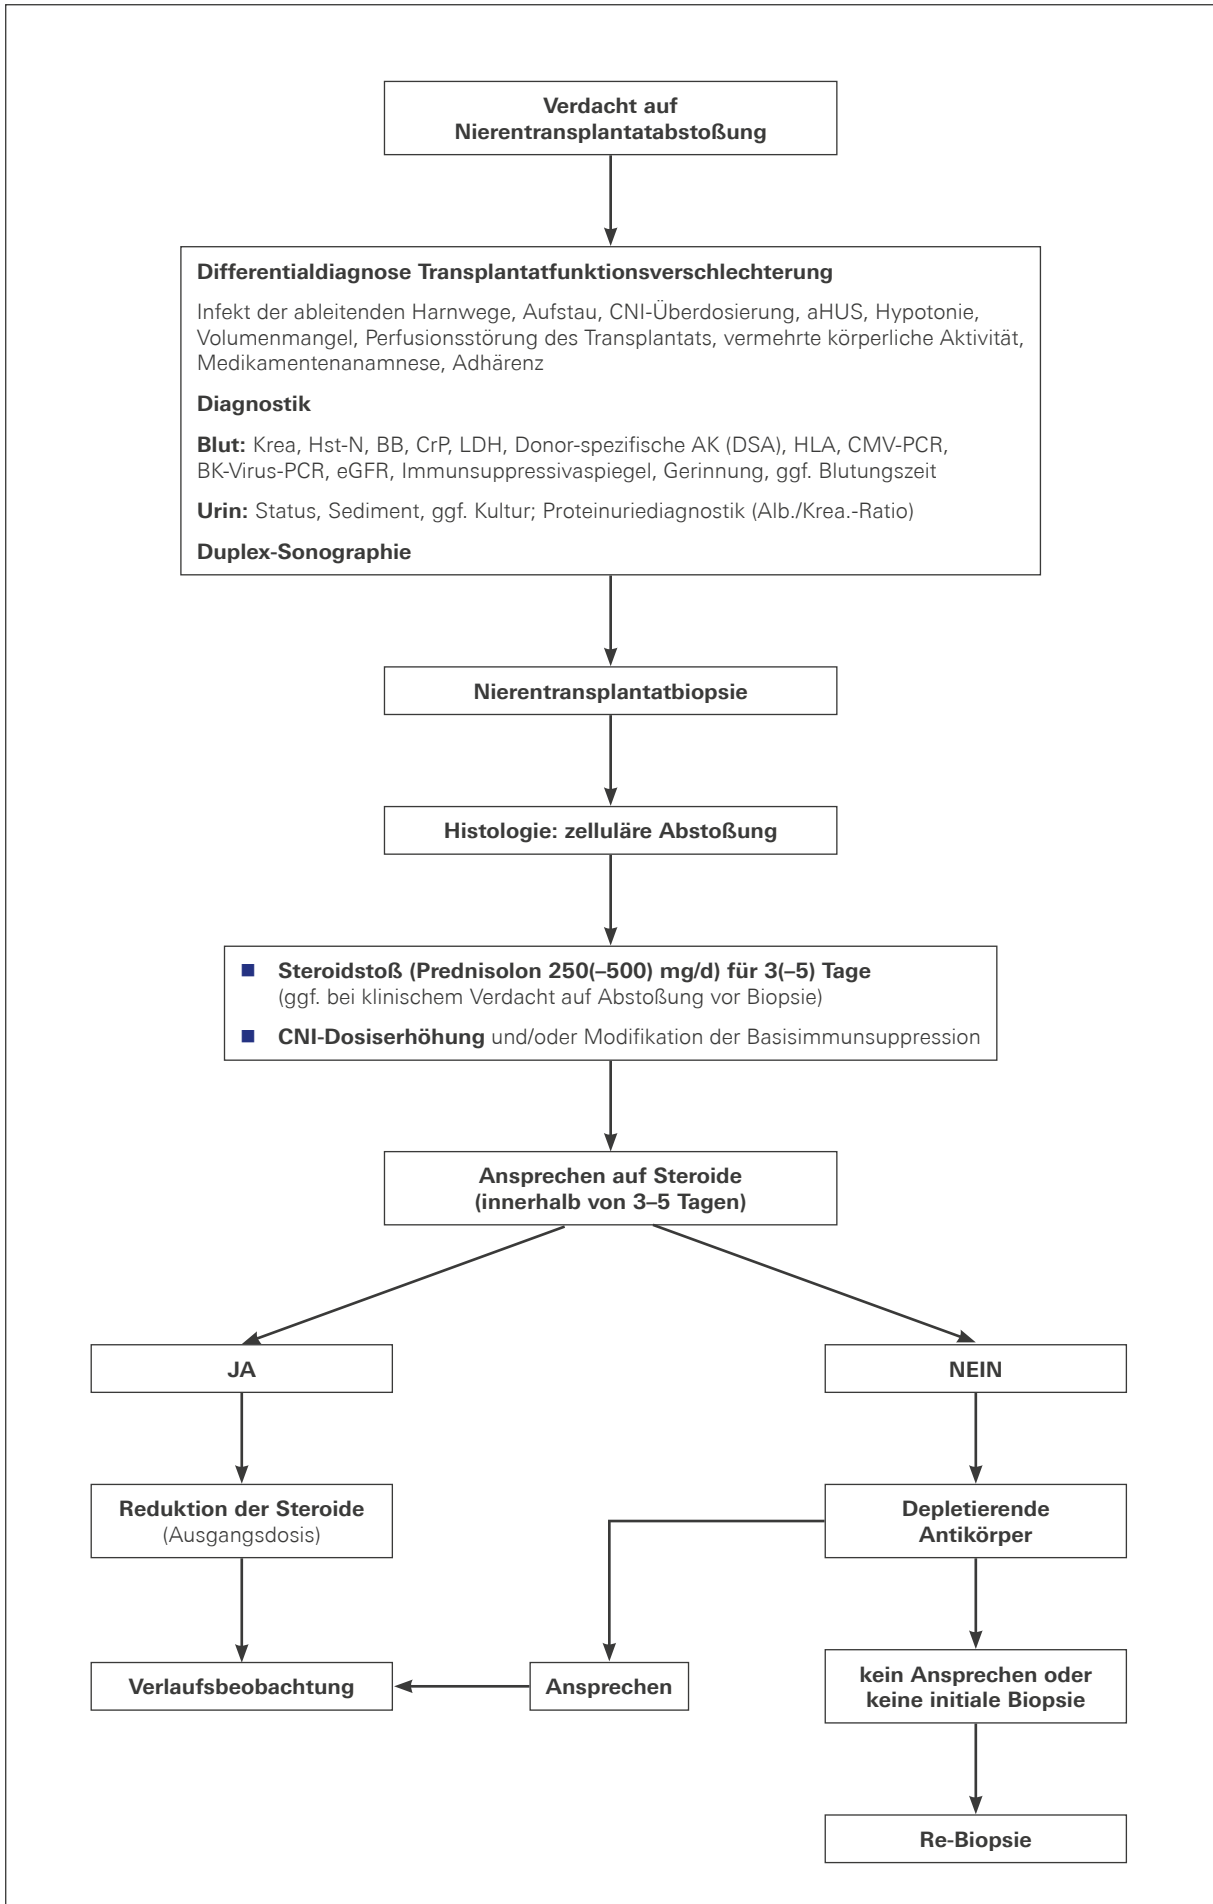 Verdacht auf
Nierentransplantatabstoßung
Differentialdiagnose Transplantatfunktionsverschlechterung
Infekt der ableitenden Harnwege, Aufstau, CNI-Überdosierung, aHUS, Hypotonie,
Volumenmangel, Perfusionsstörung des Transplantats, vermehrte körperliche Aktivität,
Medikamentenanamnese, Adhärenz
Diagnostik
Blut: Krea, Hst-N, BB, CrP, LDH, Donor-spezifische AK (DSA), HLA, CMV-PCR,
BK-Virus-PCR, eGFR, Immunsuppressivaspiegel, Gerinnung, ggf. Blutungszeit
Urin: Status, Sediment, ggf. Kultur; Proteinuriediagnostik (Alb./Krea.-Ratio)
Duplex-Sonographie
Nierentransplantatbiopsie
Histologie: zelluläre Abstoßung
Steroidstoß (Prednisolon 250(–500) mg/d) für 3(–5) Tage
(ggf. bei klinischem Verdacht auf Abstoßung vor Biopsie)
CNI-Dosiserhöhung und/oder Modifikation der Basisimmunsuppression
Ansprechen auf Steroide
(innerhalb von 3–5 Tagen)
JA
NEIN
Reduktion der Steroide
(Ausgangsdosis)
Depletierende
Antikörper
Verlaufsbeobachtung
Ansprechen
kein Ansprechen oder
keine initiale Biopsie
Re-Biopsie